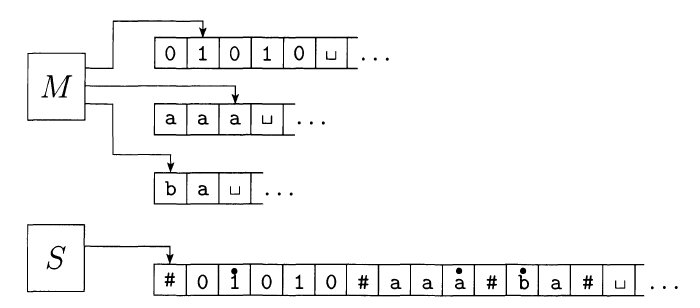 0 1 0 1 0 ␣ ...
M
a a a ␣ ...
b a ␣ ...
S
# 0 1̇ 0 1 0 # a a ȧ # ḃ a # ␣ ...